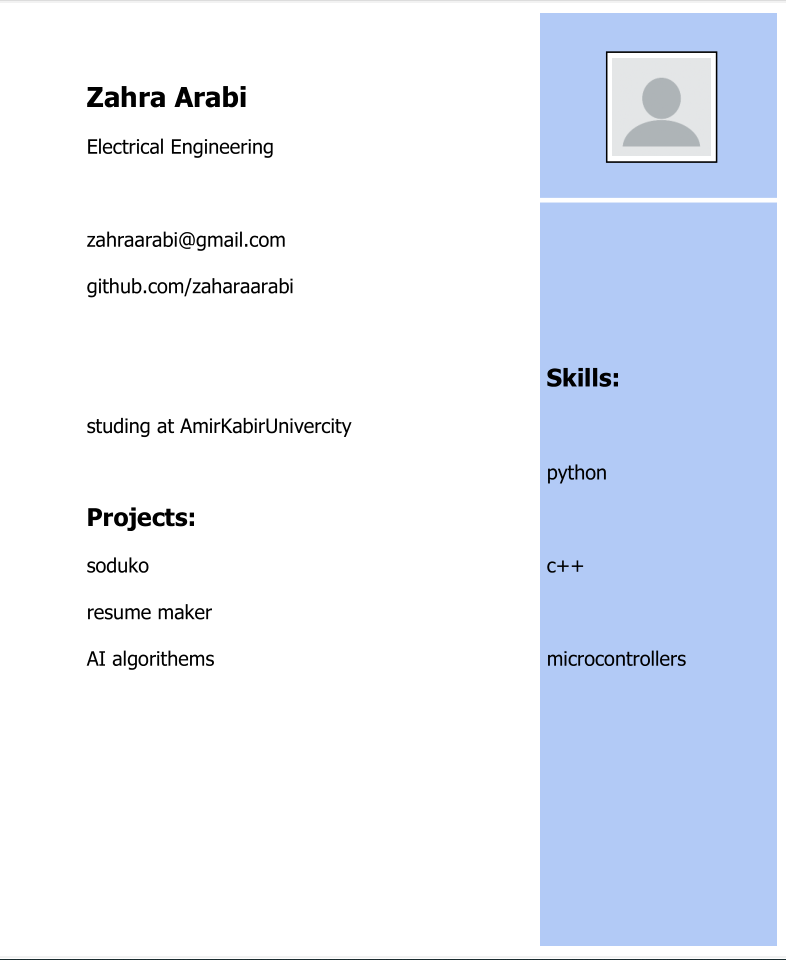 Zahra Arabi
Electrical Engineering
zahraarabi@gmail.com
github.com/zaharaarabi
studing at AmirKabirUnivercity
Projects:
soduko
resume maker
AI algorithems
Skills:
python
c++
microcontrollers